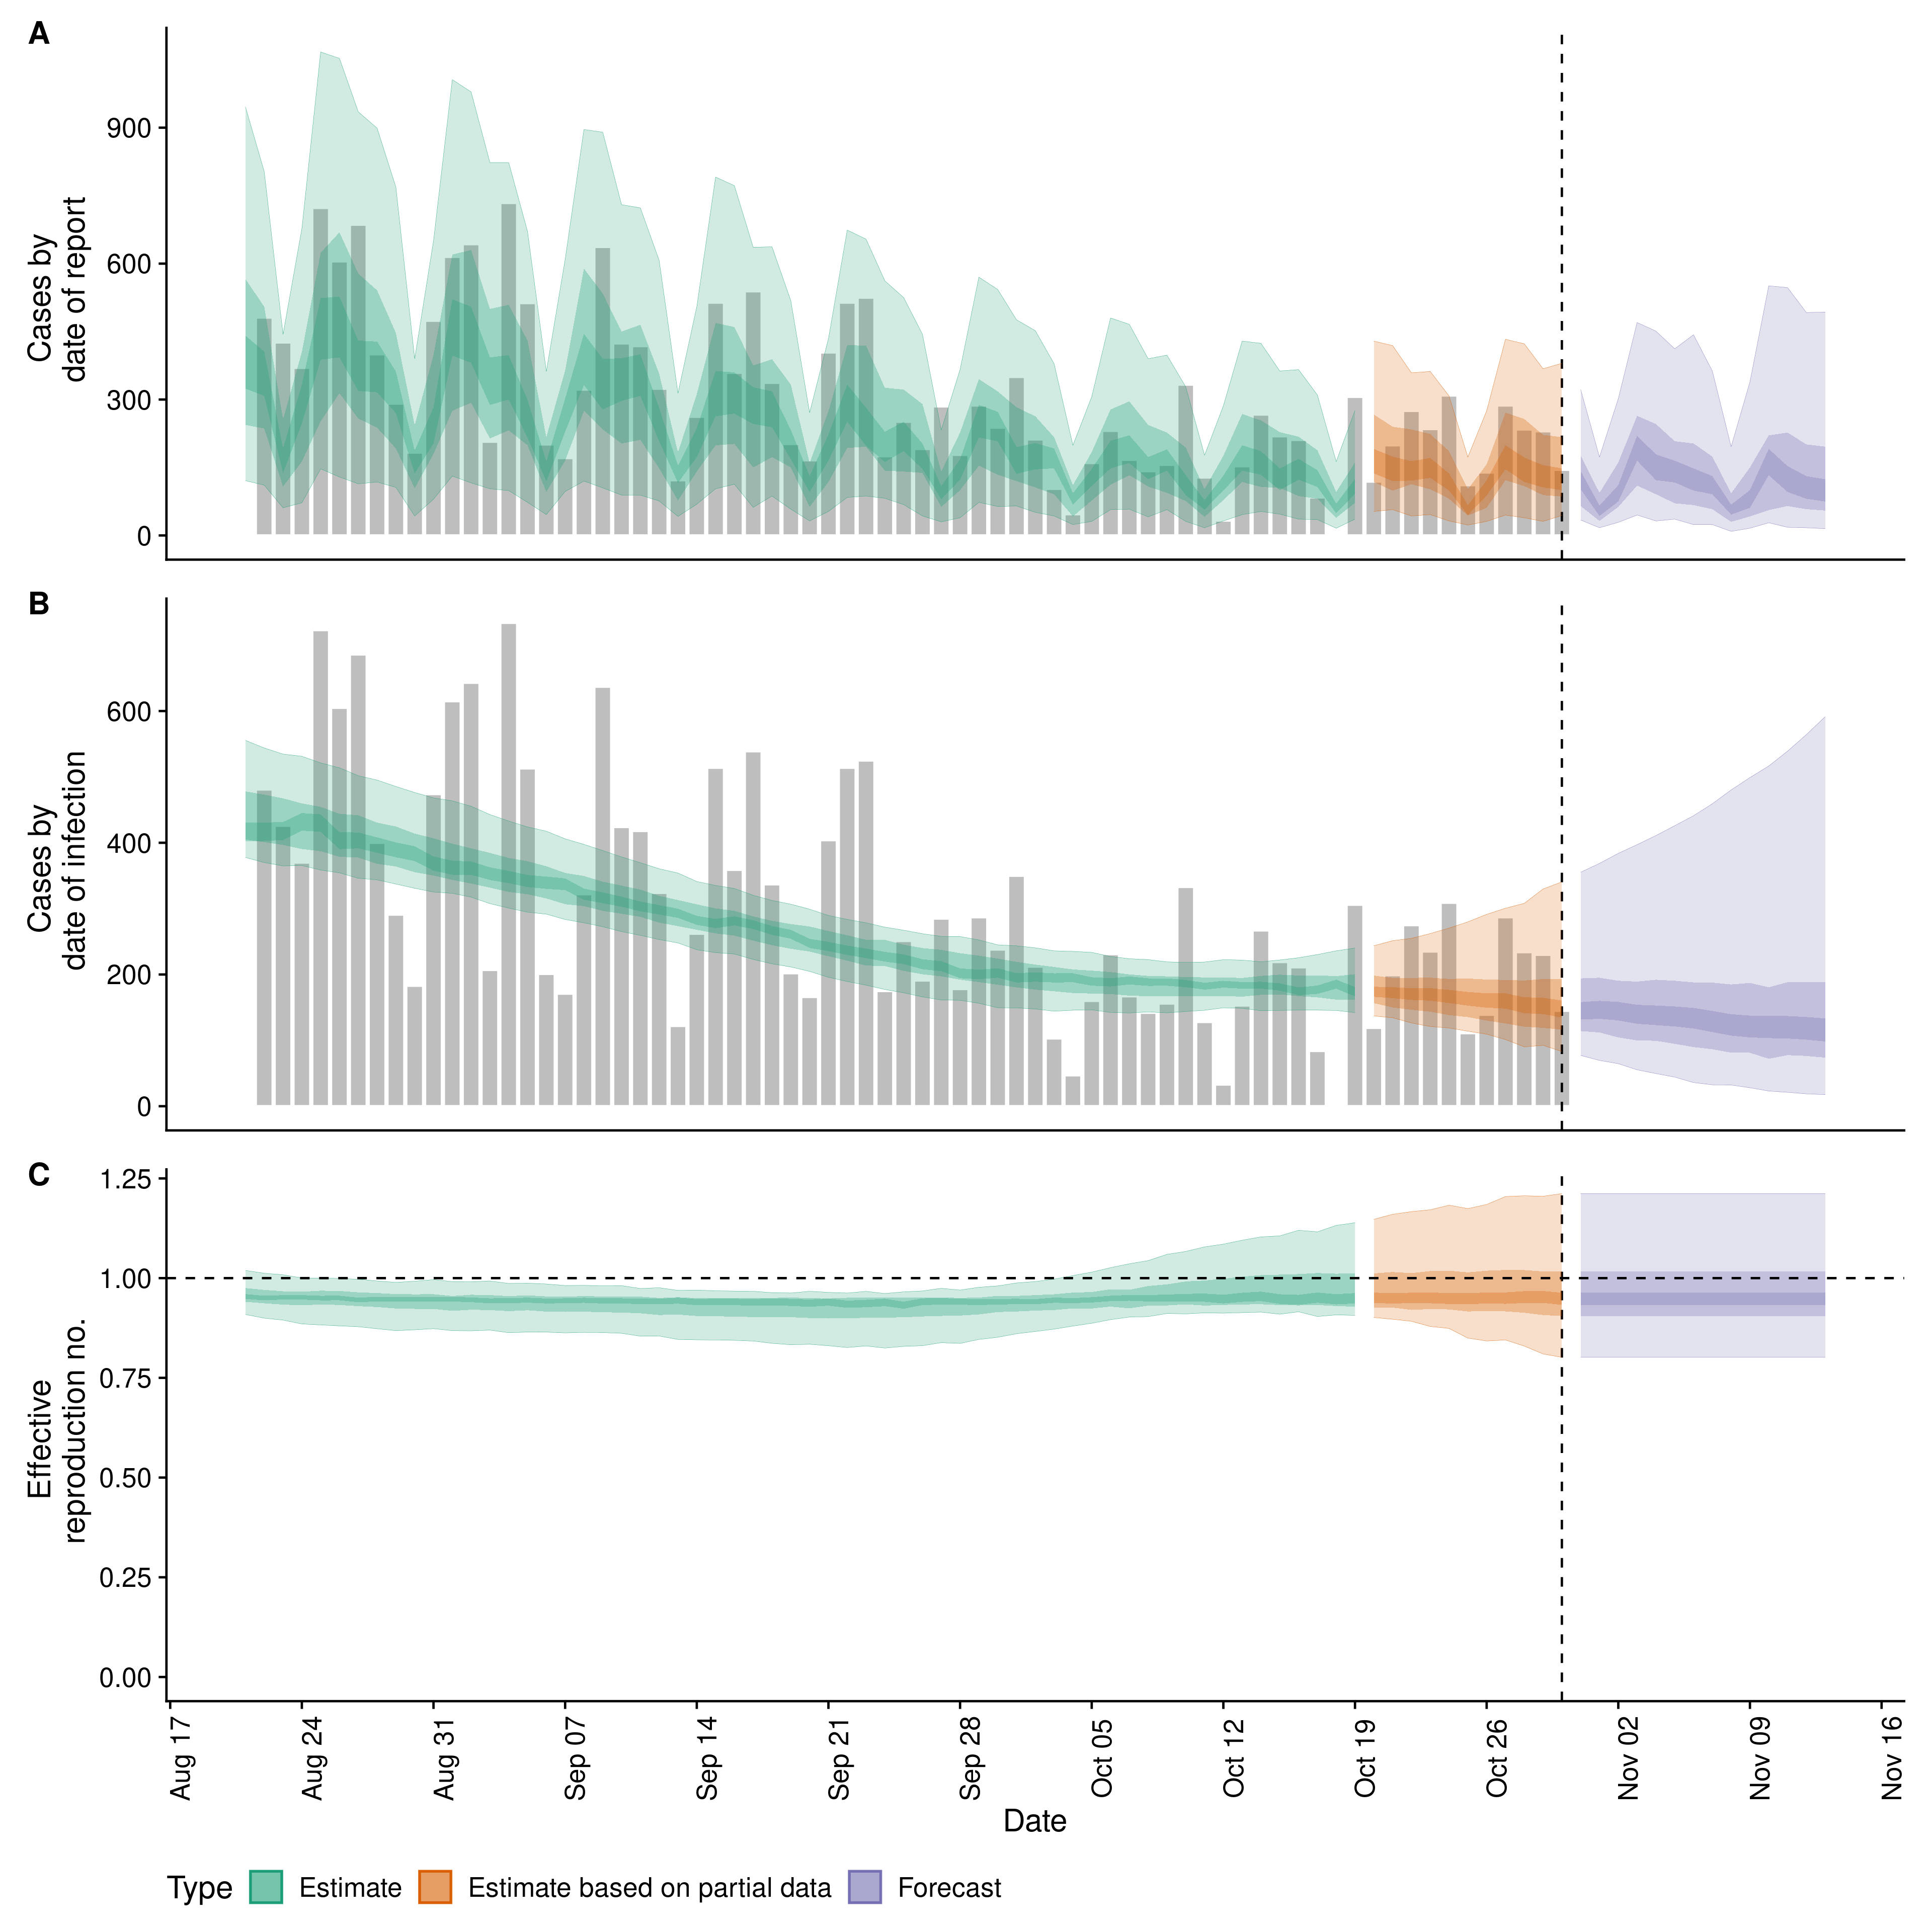 A
Cases by
date of report
900
600
300
0
B
Cases by
date of infection
600
400
200
0
C
Effective
reproduction no.
1.25
1.00
0.75
0.50
0.25
0.00
Aug 17
Aug 24
Aug 31
Sep 07
Sep 14
Sep 21
Sep 28
Oct 05
Oct 12
Oct 19
Oct 26
Nov 02
Nov 09
Nov 16
Date
Type Estimate Estimate based on partial data Forecast